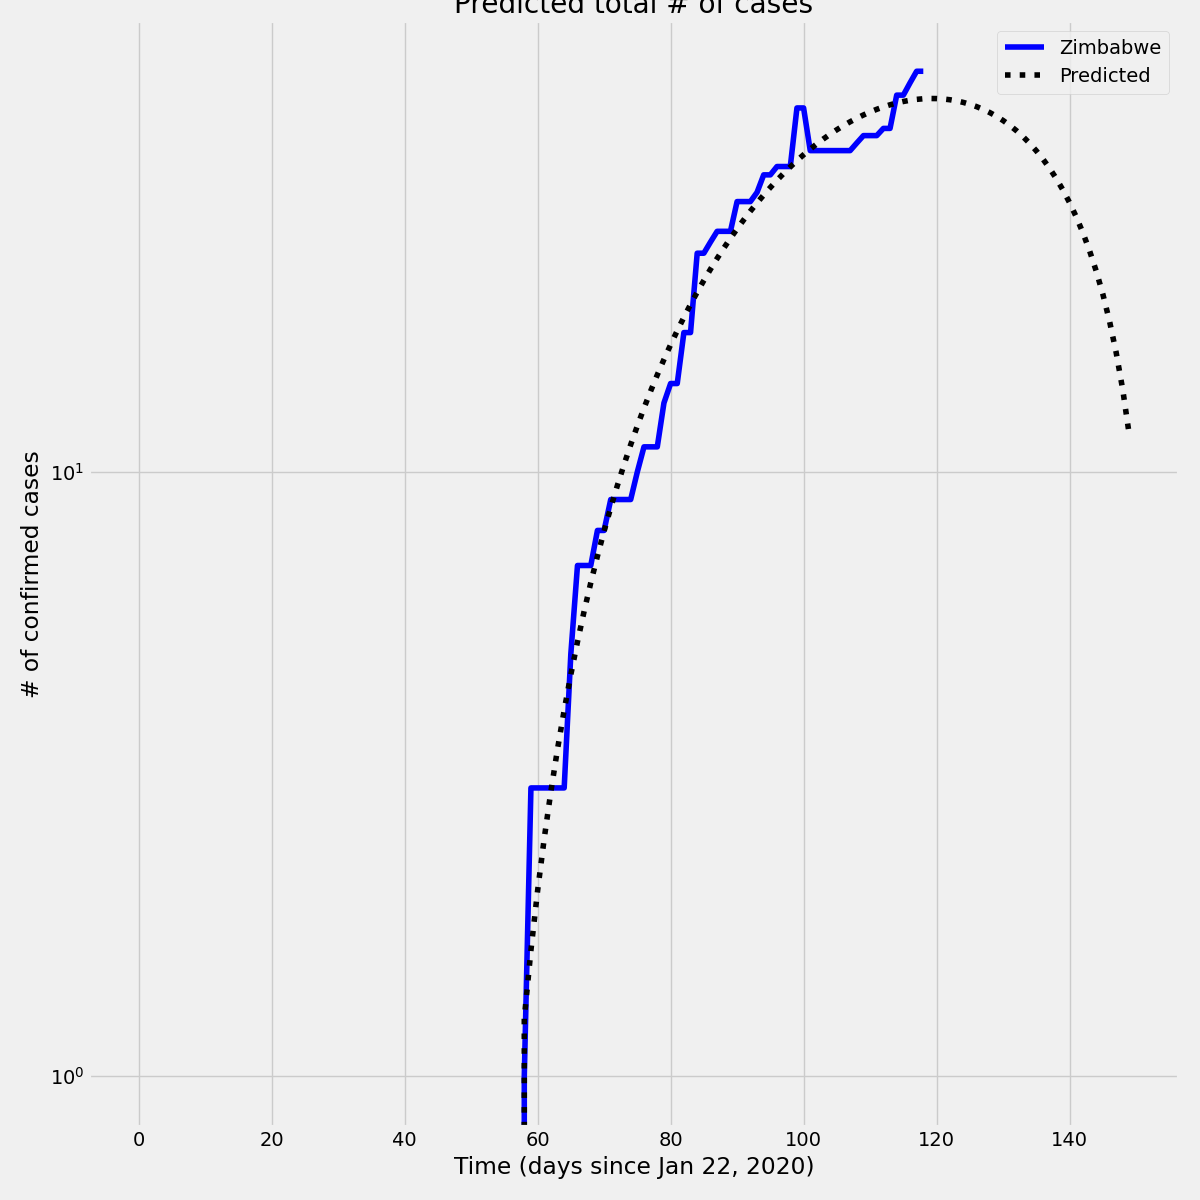 Predicted total # of cases
Zimbabwe
Predicted
# of confirmed cases
10¹
10⁰
0 20 40 60 80 100 120 140
Time (days since Jan 22, 2020)